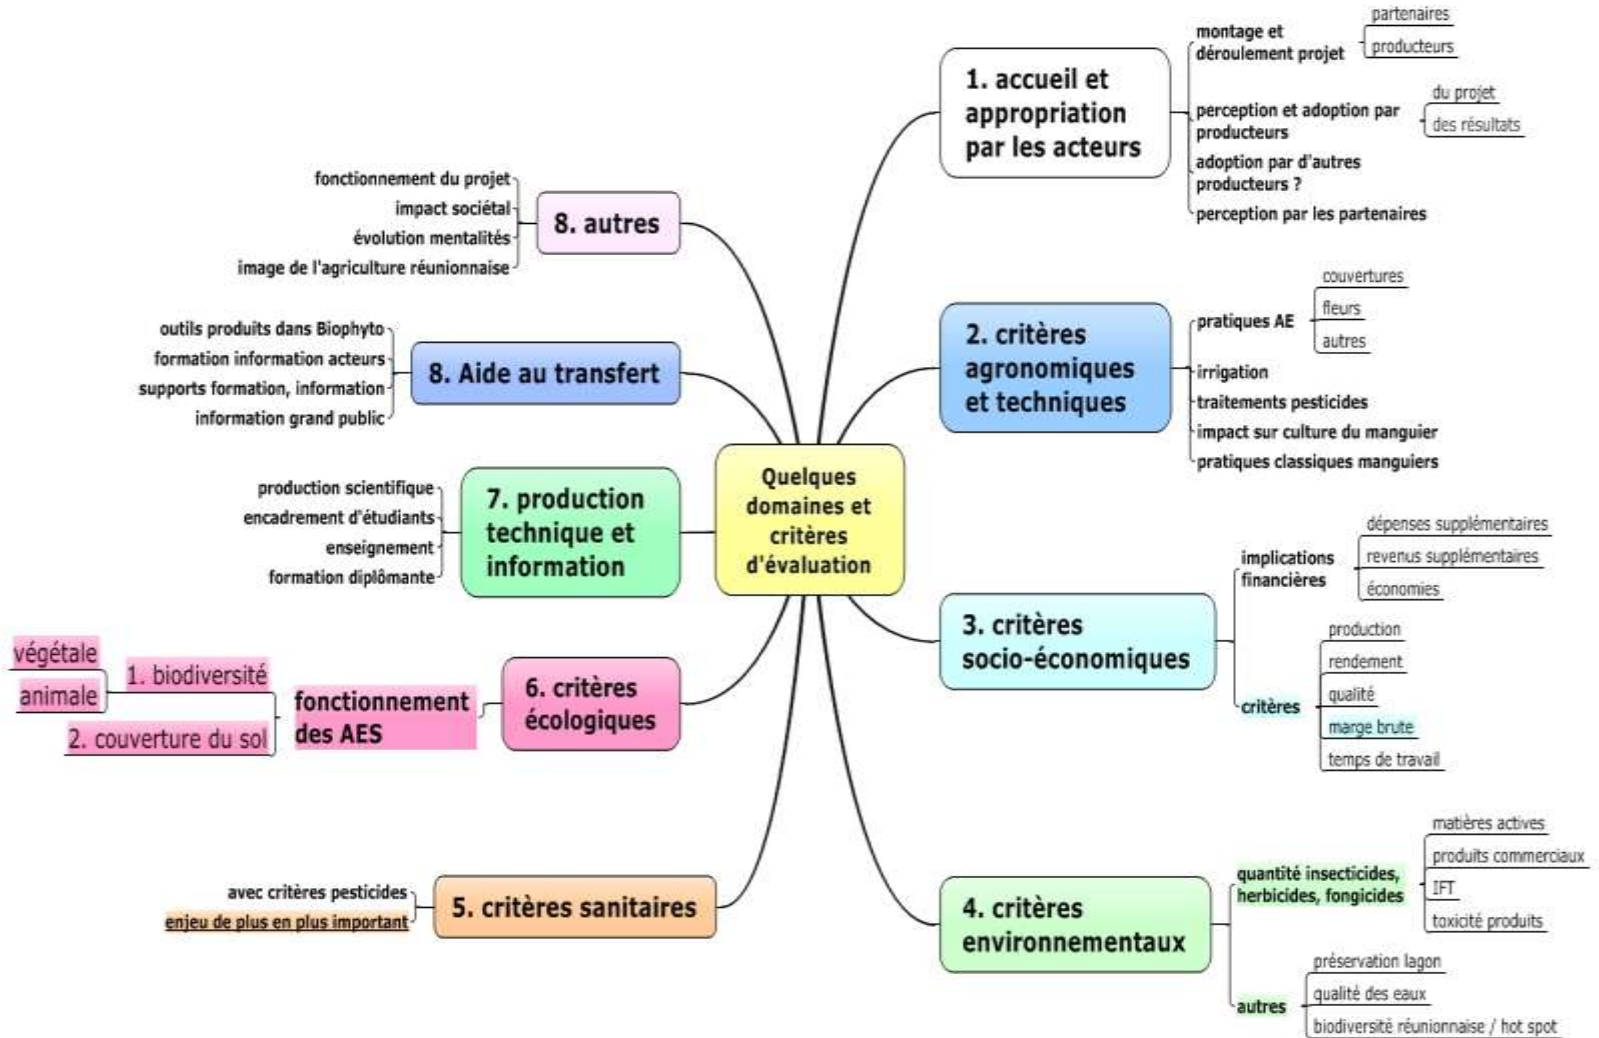 Quelques
domaines et
critères
d'évaluation
1. accueil et
appropriation
par les acteurs
montage et
déroulement projet
partenaires
producteurs
perception et adoption par
producteurs
du projet
des résultats
adoption par d'autres
producteurs ?
perception par les partenaires
2. critères
agronomiques
et techniques
pratiques AE
couvertures
fleurs
autres
irrigation
traitements pesticides
impact sur culture du manguier
pratiques classiques manguiers
3. critères
socio-économiques
implications
financières
dépenses supplémentaires
revenus supplémentaires
économies
critères
production
rendement
qualité
marge brute
temps de travail
4. critères
environnementaux
quantité insecticides,
herbicides, fongicides
matières actives
produits commerciaux
IFT
toxicité produits
autres
préservation lagon
qualité des eaux
biodiversité réunionnaise / hot spot
5. critères sanitaires
avec critères pesticides
enjeu de plus en plus important
6. critères
écologiques
fonctionnement
des AES
1. biodiversité
végétale
animale
2. couverture du sol
7. production
technique et
information
production scientifique
encadrement d'étudiants
enseignement
formation diplômante
8. Aide au transfert
outils produits dans Biophyto
formation information acteurs
supports formation, information
information grand public
8. autres
fonctionnement du projet
impact sociétal
évolution mentalités
image de l'agriculture réunionnaise